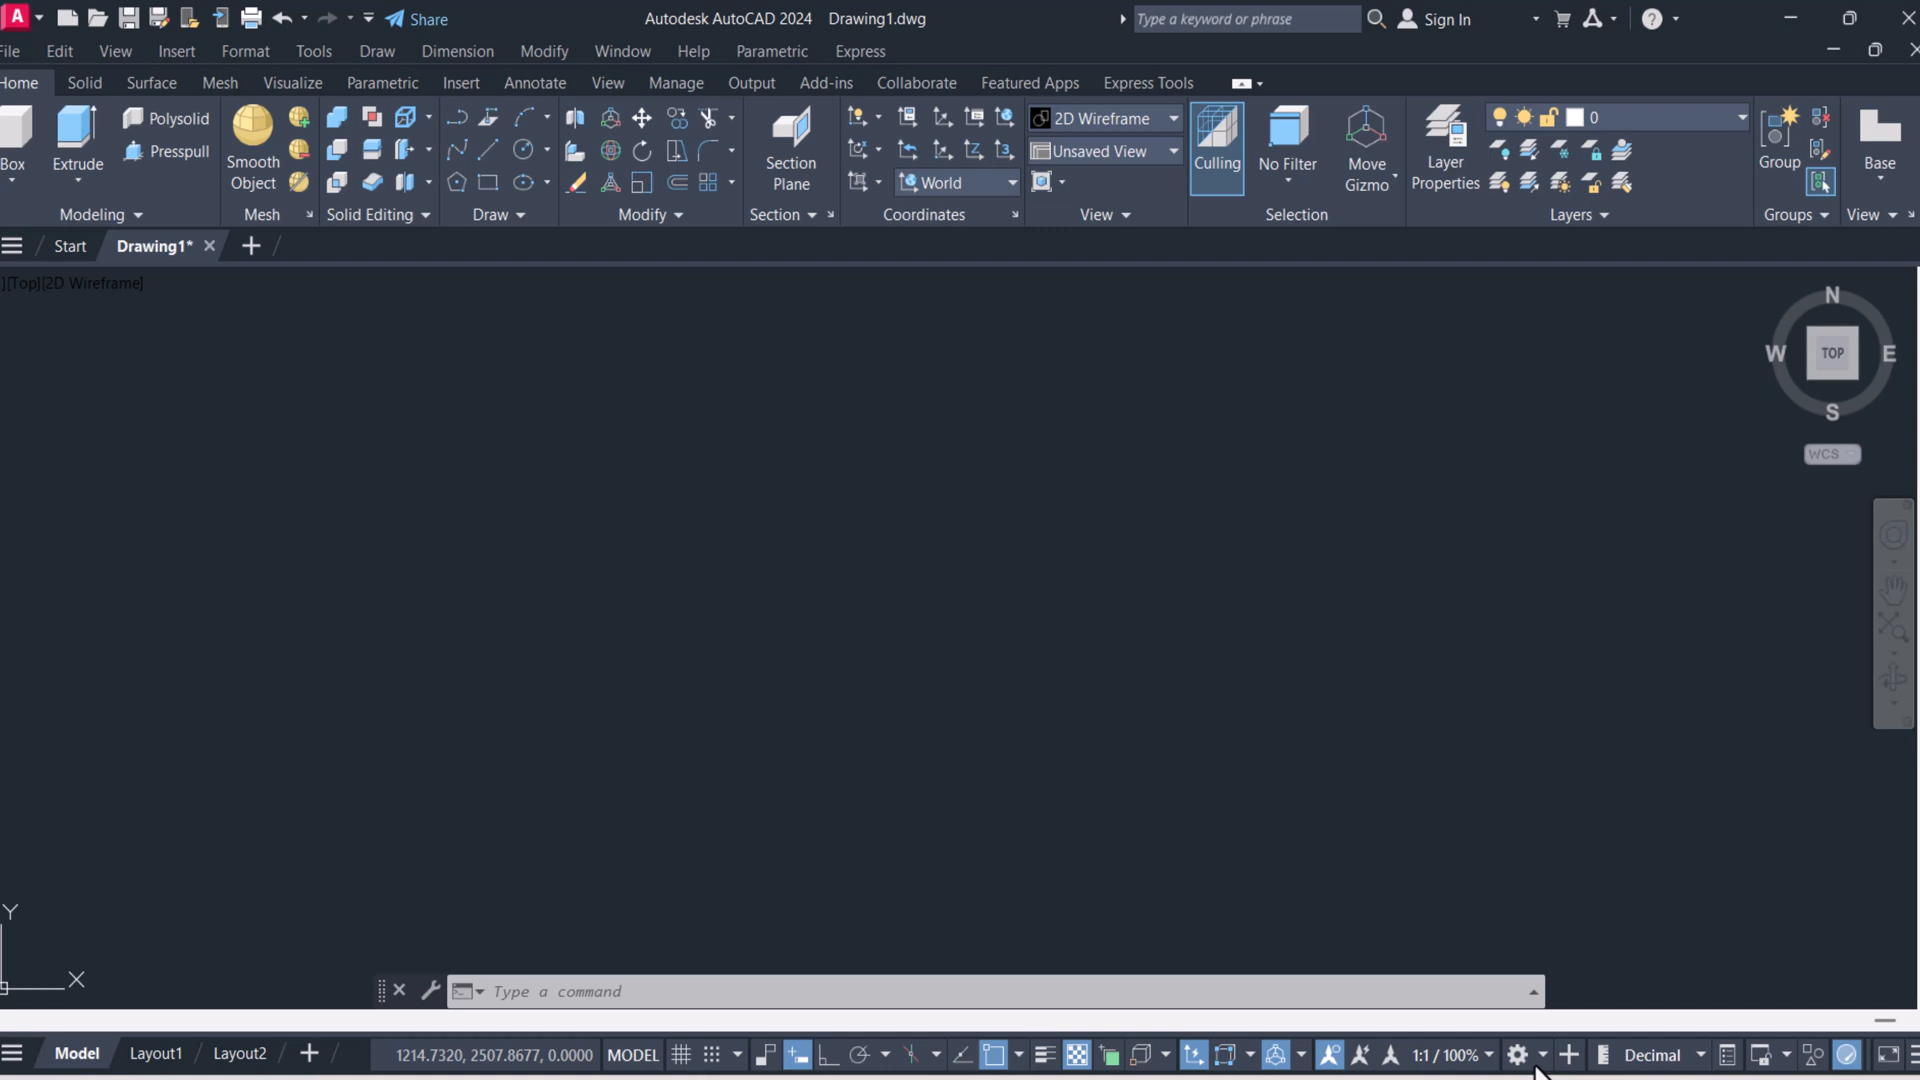 A Share Autodesk AutoCAD 2024 Drawing1.dwg Type a keyword or phrase Sign In
File Edit View Insert Format Tools Draw Dimension Modify Window Help Parametric Express
Home Solid Surface Mesh Visualize Parametric Insert Annotate View Manage Output Add-ins Collaborate Featured Apps Express Tools
Box Extrude Polysolid
Presspull
Smooth
Object
Section
Plane
World
2D Wireframe
Unsaved View
Culling No Filter Move
Gizmo
Layer
Properties
0
Group Base
Modeling Mesh Solid Editing Draw Modify Section Coordinates View Selection Layers Groups View
Start Drawing1* +
][Top][2D Wireframe]
N
W TOP E
S
WCS
Y
X
Type a command
Model Layout1 Layout2 + 1214.7320, 2507.8677, 0.0000 MODEL 1:1 / 100% Decimal